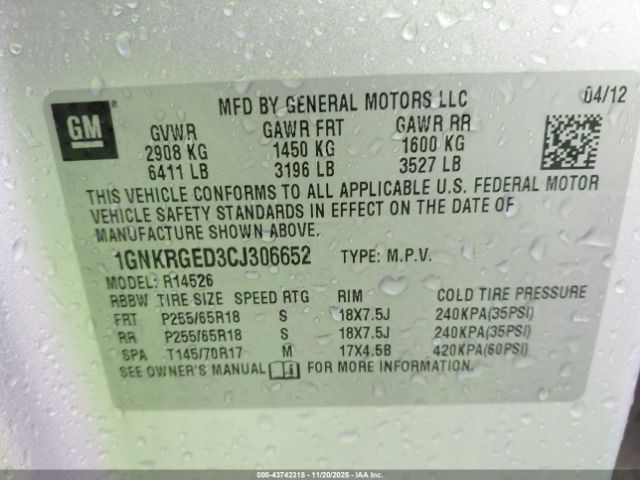 GM ®
MFD BY GENERAL MOTORS LLC 04/12
GVWR GAWR FRT GAWR RR
2908 KG 1450 KG 1600 KG
6411 LB 3196 LB 3527 LB
THIS VEHICLE CONFORMS TO ALL APPLICABLE U.S. FEDERAL MOTOR
VEHICLE SAFETY STANDARDS IN EFFECT ON THE DATE OF
MANUFACTURE SHOWN ABOVE.
1GNKRGED3CJ306652 TYPE: M.P.V.
MODEL: R14526
RBBW TIRE SIZE SPEED RTG RIM COLD TIRE PRESSURE
FRT P255/65R18 S 18X7.5J 240KPA(35PSI)
RR P255/65R18 S 18X7.5J 240KPA(35PSI)
SPA T145/70R17 M 17X4.5B 420KPA(60PSI)
SEE OWNER'S MANUAL FOR MORE INFORMATION.
000-43742318 - 11/20/2025 - IAAI.CA